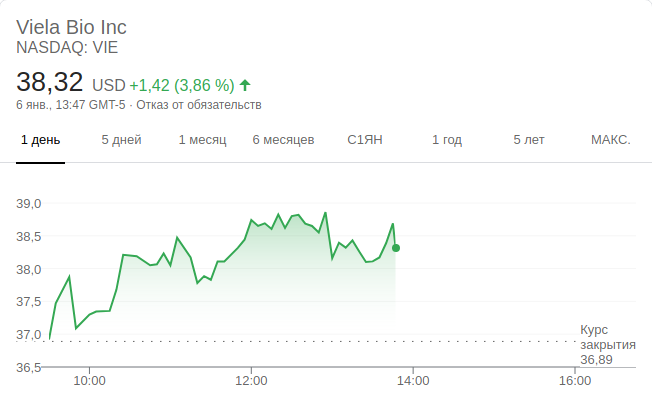 Viela Bio Inc
NASDAQ: VIE
38,32 USD +1,42 (3,86 %)
6 янв., 13:47 GMT-5 · Отказ от обязательств
1 день 5 дней 1 месяц 6 месяцев С1ЯН 1 год 5 лет МАКС.
39,0
38,5
38,0
37,5
37,0
36,5
Курс
закрытия
36,89
10:00 12:00 14:00 16:00